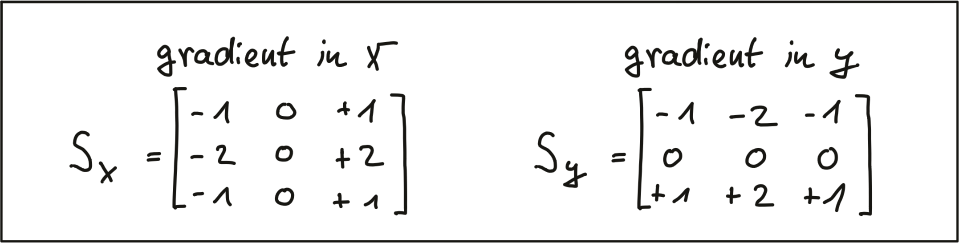 gradient in x gradient in y
Sx = [ -1 0 +1 -2 0 +2 -1 0 +1 ] Sy = [ -1 -2 -1 0 0 0 +1 +2 +1 ]